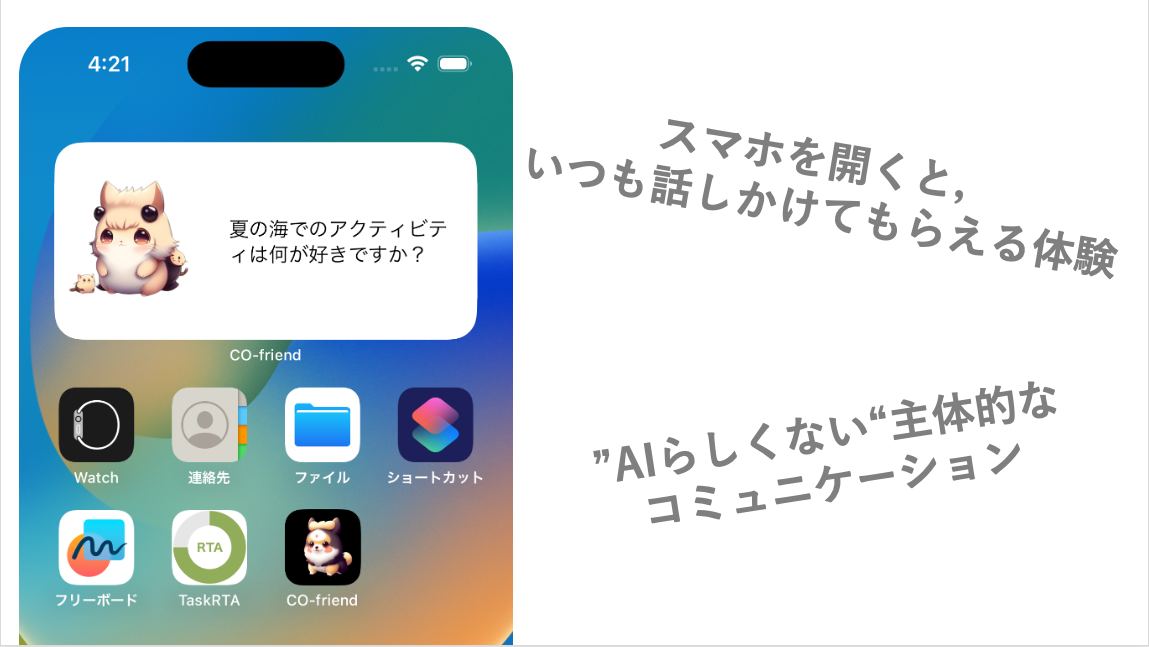 4:21
夏の海でのアクティビテ
ィは何が好きですか？
CO-friend
Watch
連絡先
ファイル
ショートカット
RTA
フリーボード
TaskRTA
CO-friend
スマホを開くと,
いつも話しかけてもらえる体験
”AIらしくない“主体的な
コミュニケーション